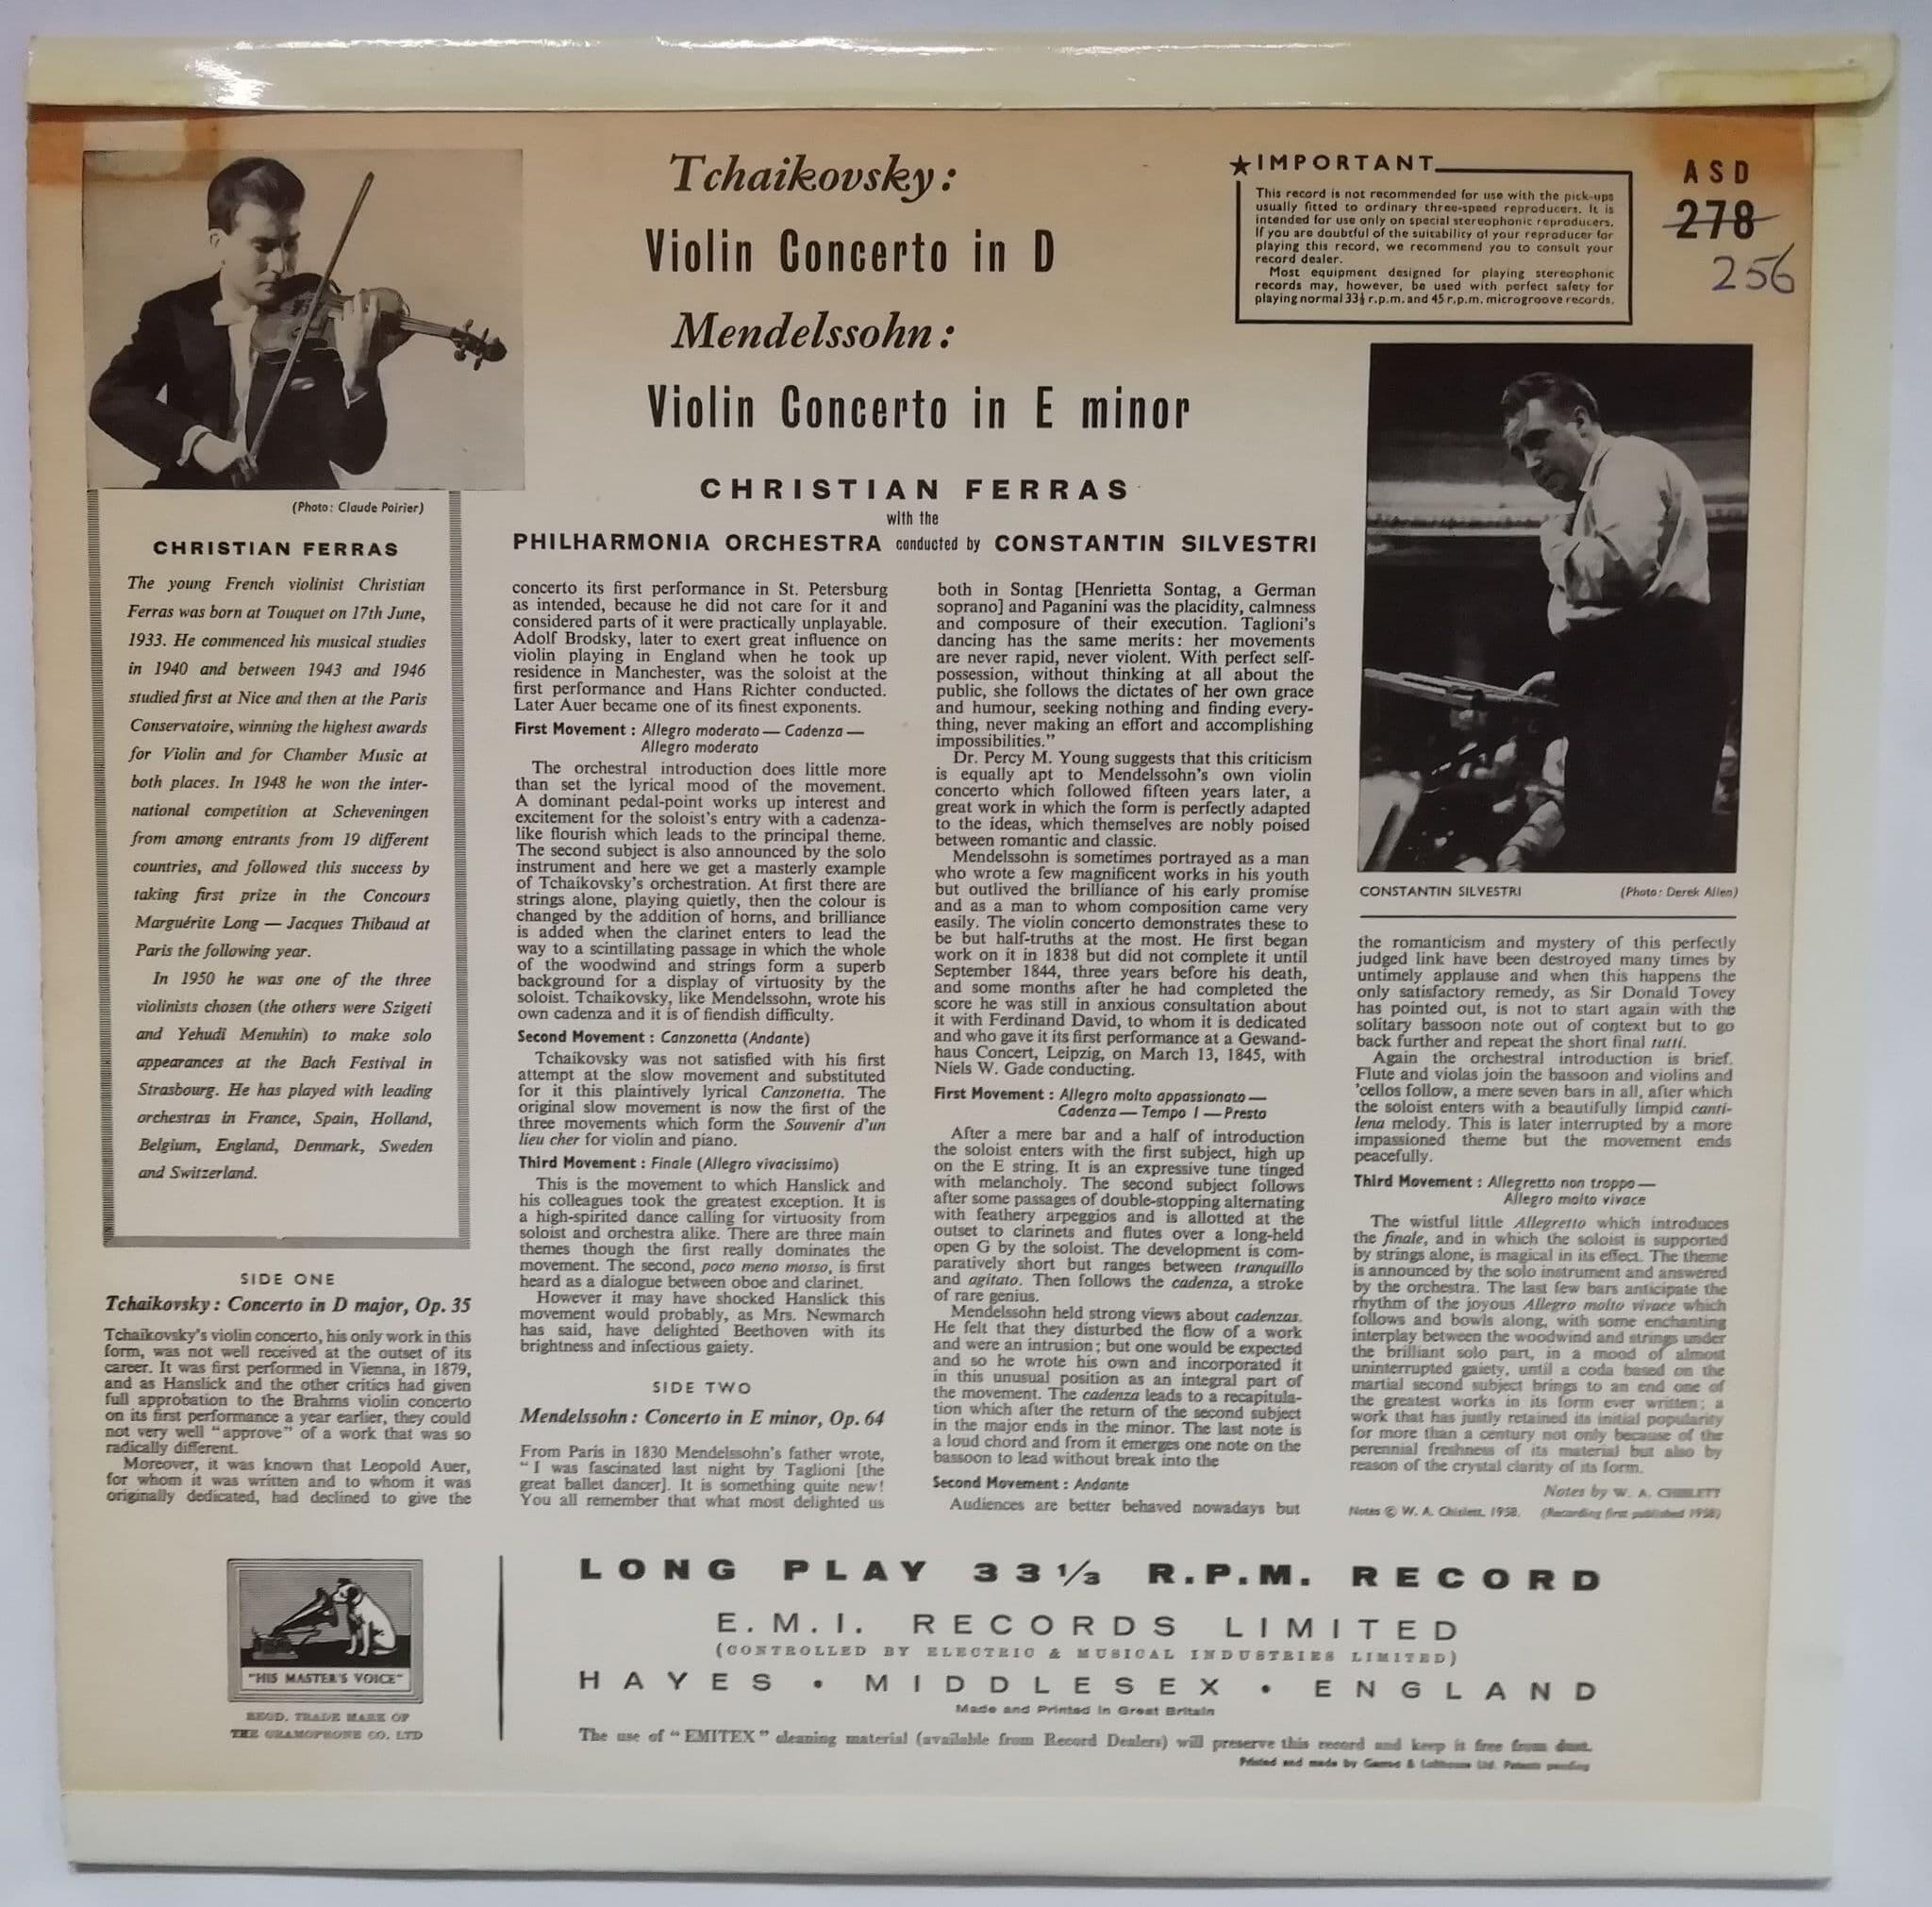 Tchaikovsky:
Violin Concerto in D
Mendelssohn:
Violin Concerto in E minor
★IMPORTANT
This record is not recommended for use with the pick-ups
usually fitted to ordinary three-speed reproducers. It is
intended for use only on special stereophonic reproducers.
If you are doubtful of the suitability of your reproducer for
playing this record, we recommend you to consult your
record dealer.
Most equipment designed for playing stereophonic
records may, however, be used with perfect safety for
playing normal 33⅓ r.p.m. and 45 r.p.m. microgroove records.
ASD
278
256
CHRISTIAN FERRAS
with the
PHILHARMONIA ORCHESTRA conducted by CONSTANTIN SILVESTRI
(Photo: Claude Poirier)
CHRISTIAN FERRAS
The young French violinist Christian
Ferras was born at Touquet on 17th June,
1933. He commenced his musical studies
in 1940 and between 1943 and 1946
studied first at Nice and then at the Paris
Conservatoire, winning the highest awards
for Violin and for Chamber Music at
both places. In 1948 he won the inter-
national competition at Scheveningen
from among entrants from 19 different
countries, and followed this success by
taking first prize in the Concours
Marguérite Long — Jacques Thibaud at
Paris the following year.
In 1950 he was one of the three
violinists chosen (the others were Szigeti
and Yehudi Menuhin) to make solo
appearances at the Bach Festival in
Strasbourg. He has played with leading
orchestras in France, Spain, Holland,
Belgium, England, Denmark, Sweden
and Switzerland.
SIDE ONE
Tchaikovsky: Concerto in D major, Op. 35
Tchaikovsky's violin concerto, his only work in this
form, was not well received at the outset of its
career. It was first performed in Vienna, in 1879,
and as Hanslick and the other critics had given
full approbation to the Brahms violin concerto
on its first performance a year earlier, they could
not very well "approve" of a work that was so
radically different.
Moreover, it was known that Leopold Auer,
for whom it was written and to whom it was
originally dedicated, had declined to give the
concerto its first performance in St. Petersburg
as intended, because he did not care for it and
considered parts of it were practically unplayable.
Adolf Brodsky, later to exert great influence on
violin playing in England when he took up
residence in Manchester, was the soloist at the
first performance and Hans Richter conducted.
Later Auer became one of its finest exponents.
First Movement : Allegro moderato — Cadenza —
Allegro moderato
The orchestral introduction does little more
than set the lyrical mood of the movement.
A dominant pedal-point works up interest and
excitement for the soloist's entry with a cadenza-
like flourish which leads to the principal theme.
The second subject is also announced by the solo
instrument and here we get a masterly example
of Tchaikovsky's orchestration. At first there are
strings alone, playing quietly, then the colour is
changed by the addition of horns, and brilliance
is added when the clarinet enters to lead the
way to a scintillating passage in which the whole
of the woodwind and strings form a superb
background for a display of virtuosity by the
soloist. Tchaikovsky, like Mendelssohn, wrote his
own cadenza and it is of fiendish difficulty.
Second Movement : Canzonetta (Andante)
Tchaikovsky was not satisfied with his first
attempt at the slow movement and substituted
for it this plaintively lyrical Canzonetta. The
original slow movement is now the first of the
three movements which form the Souvenir d'un
lieu cher for violin and piano.
Third Movement : Finale (Allegro vivacissimo)
This is the movement to which Hanslick and
his colleagues took the greatest exception. It is
a high-spirited dance calling for virtuosity from
soloist and orchestra alike. There are three main
themes though the first really dominates the
movement. The second, poco meno mosso, is first
heard as a dialogue between oboe and clarinet.
However it may have shocked Hanslick this
movement would probably, as Mrs. Newmarch
has said, have delighted Beethoven with its
brightness and infectious gaiety.
SIDE TWO
Mendelssohn: Concerto in E minor, Op. 64
From Paris in 1830 Mendelssohn's father wrote,
"I was fascinated last night by Taglioni [the
great ballet dancer]. It is something quite new!
You all remember that what most delighted us
both in Sontag [Henrietta Sontag, a German
soprano] and Paganini was the placidity, calmness
and composure of their execution. Taglioni's
dancing has the same merits: her movements
are never rapid, never violent. With perfect self-
possession, without thinking at all about the
public, she follows the dictates of her own grace
and humour, seeking nothing and finding every-
thing, never making an effort and accomplishing
impossibilities."
Dr. Percy M. Young suggests that this criticism
is equally apt to Mendelssohn's own violin
concerto which followed fifteen years later, a
great work in which the form is perfectly adapted
to the ideas, which themselves are nobly poised
between romantic and classic.
Mendelssohn is sometimes portrayed as a man
who wrote a few magnificent works in his youth
but outlived the brilliance of his early promise
and as a man to whom composition came very
easily. The violin concerto demonstrates these to
be but half-truths at the most. He first began
work on it in 1838 but did not complete it until
September 1844, three years before his death,
and some months after he had completed the
score he was still in anxious consultation about
it with Ferdinand David, to whom it is dedicated
and who gave it its first performance at a Gewand-
haus Concert, Leipzig, on March 13, 1845, with
Niels W. Gade conducting.
First Movement : Allegro molto appassionato —
Cadenza — Tempo I — Presto
After a mere bar and a half of introduction
the soloist enters with the first subject, high up
on the E string. It is an expressive tune tinged
with melancholy. The second subject follows
after some passages of double-stopping alternating
with feathery arpeggios and is allotted at the
outset to clarinets and flutes over a long-held
open G by the soloist. The development is com-
paratively short but ranges between tranquillo
and agitato. Then follows the cadenza, a stroke
of rare genius.
Mendelssohn held strong views about cadenzas.
He felt that they disturbed the flow of a work
and were an intrusion; but one would be expected
and so he wrote his own and incorporated it
in this unusual position as an integral part of
the movement. The cadenza leads to a recapitula-
tion which after the return of the second subject
in the major ends in the minor. The last note is
a loud chord and from it emerges one note on the
bassoon to lead without break into the
Second Movement : Andante
Audiences are better behaved nowadays but
CONSTANTIN SILVESTRI (Photo: Derek Allen)
the romanticism and mystery of this perfectly
judged link have been destroyed many times by
untimely applause and when this happens the
only satisfactory remedy, as Sir Donald Tovey
has pointed out, is not to start again with the
solitary bassoon note out of context but to go
back further and repeat the short final tutti.
Again the orchestral introduction is brief.
Flute and violas join the bassoon and violins and
'cellos follow, a mere seven bars in all, after which
the soloist enters with a beautifully limpid canti-
lena melody. This is later interrupted by a more
impassioned theme but the movement ends
peacefully.
Third Movement : Allegretto non troppo —
Allegro molto vivace
The wistful little Allegretto which introduces
the finale, and in which the soloist is supported
by strings alone, is magical in its effect. The theme
is announced by the solo instrument and answered
by the orchestra. The last few bars anticipate the
rhythm of the joyous Allegro molto vivace which
follows and bowls along, with some enchanting
interplay between the woodwind and strings under
the brilliant solo part, in a mood of almost
uninterrupted gaiety, until a coda based on the
martial second subject brings to an end one of
the greatest works in its form ever written; a
work that has justly retained its initial popularity
for more than a century not only because of the
perennial freshness of its material but also by
reason of the crystal clarity of its form.
Notes by W. A. CHISLETT
Notes © W. A. Chislett, 1958. (Recording first published 1958)
"HIS MASTER'S VOICE"
REGD. TRADE MARK OF
THE GRAMOPHONE CO. LTD
LONG PLAY 33 1/3 R.P.M. RECORD
E.M.I. RECORDS LIMITED
(CONTROLLED BY ELECTRIC & MUSICAL INDUSTRIES LIMITED)
HAYES • MIDDLESEX • ENGLAND
Made and Printed in Great Britain
The use of "EMITEX" cleaning material (available from Record Dealers) will preserve this record and keep it free from dust.
Printed and made by Garrod & Lofthouse Ltd. Patents pending